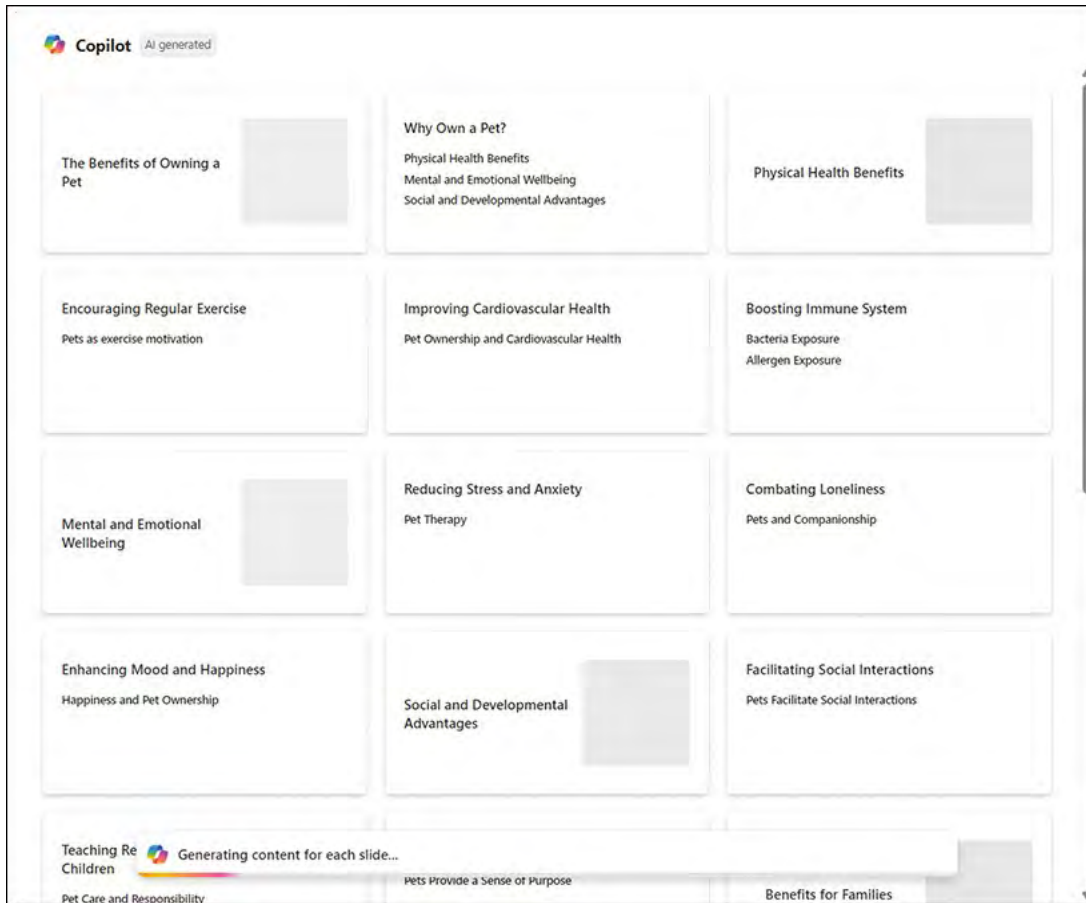 Copilot AI generated
The Benefits of Owning a
Pet
Why Own a Pet?
Physical Health Benefits
Mental and Emotional Wellbeing
Social and Developmental Advantages
Physical Health Benefits
Encouraging Regular Exercise
Pets as exercise motivation
Improving Cardiovascular Health
Pet Ownership and Cardiovascular Health
Boosting Immune System
Bacteria Exposure
Allergen Exposure
Mental and Emotional
Wellbeing
Reducing Stress and Anxiety
Pet Therapy
Combating Loneliness
Pets and Companionship
Enhancing Mood and Happiness
Happiness and Pet Ownership
Social and Developmental
Advantages
Facilitating Social Interactions
Pets Facilitate Social Interactions
Teaching Re
Children
Pet Care and Responsibility
Generating content for each slide...
Pets Provide a Sense of Purpose
Benefits for Families